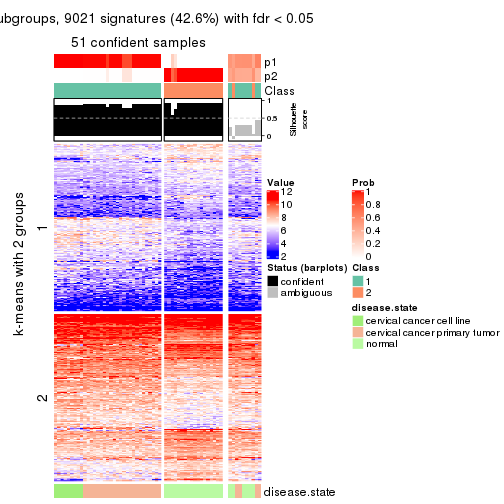 ubgroups, 9021 signatures (42.6%) with fdr < 0.05
51 confident samples
p1
p2
Class
1
0.5
0
Silhouette
score
k-means with 2 groups
1
2
Value
12
10
8
6
4
2
Prob
1
0.8
0.6
0.4
0.2
0
Status (barplots)
confident
ambiguous
Class
1
2
disease.state
cervical cancer cell line
cervical cancer primary tumor
normal
disease.state